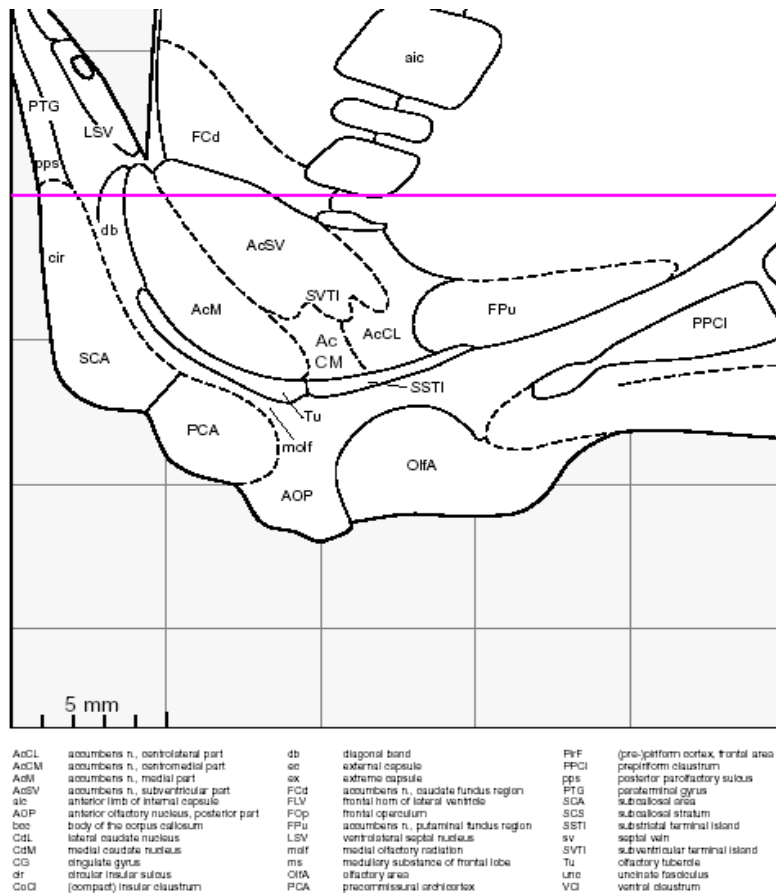 aic
PTG
LSV
FCd
pps
db
cir
AcSV
SVTI
AcM
FPu
Ac
CM
AcCL
PPCl
SCA
SSTI
Tu
PCA
molf
OlfA
AOP
5 mm
AcCL accumbens n., centrolateral part
AcCM accumbens n., centromedial part
AcM accumbens n., medial part
AcSV accumbens n., subventricular part
aic anterior limb of internal capsule
AOP anterior olfactory nucleus, posterior part
bcc body of the corpus callosum
CdL lateral caudate nucleus
CdM medial caudate nucleus
CG cingulate gyrus
cir circular insular sulcus
CoCl (compact) insular claustrum
db diagonal band
ec external capsule
ex extreme capsule
FCd accumbens n., caudate fundus region
FLV frontal horn of lateral ventricle
FOp frontal operculum
FPu accumbens n., putaminal fundus region
LSV ventrolateral septal nucleus
molf medial olfactory radiation
ms medullary substance of frontal lobe
OlfA olfactory area
PCA precommissural archicortex
PirF (pre-)piriform cortex, frontal area
PPCl prepiriform claustrum
pps posterior parolfactory sulcus
PTG paraterminal gyrus
SCA subcallosal area
SCS subcallosal stratum
SSTI substriatal terminal island
sv septal vein
SVTI subventricular terminal island
Tu olfactory tubercle
unc uncinate fasciculus
VCl ventral claustrum